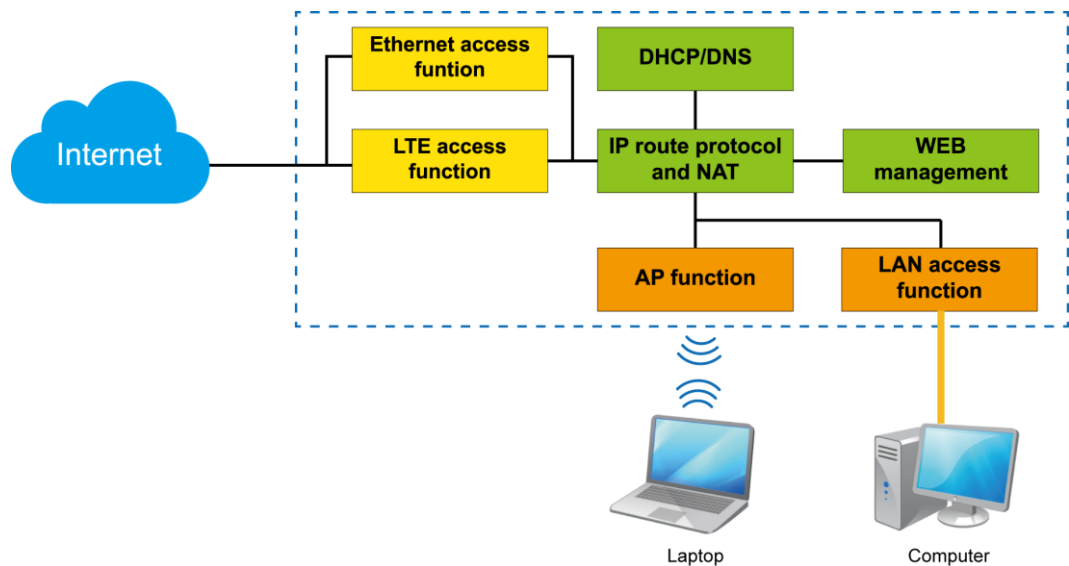 Ethernet access
funtion
DHCP/DNS
Internet
LTE access
function
IP route protocol
and NAT
WEB
management
AP function
LAN access
function
Laptop
Computer